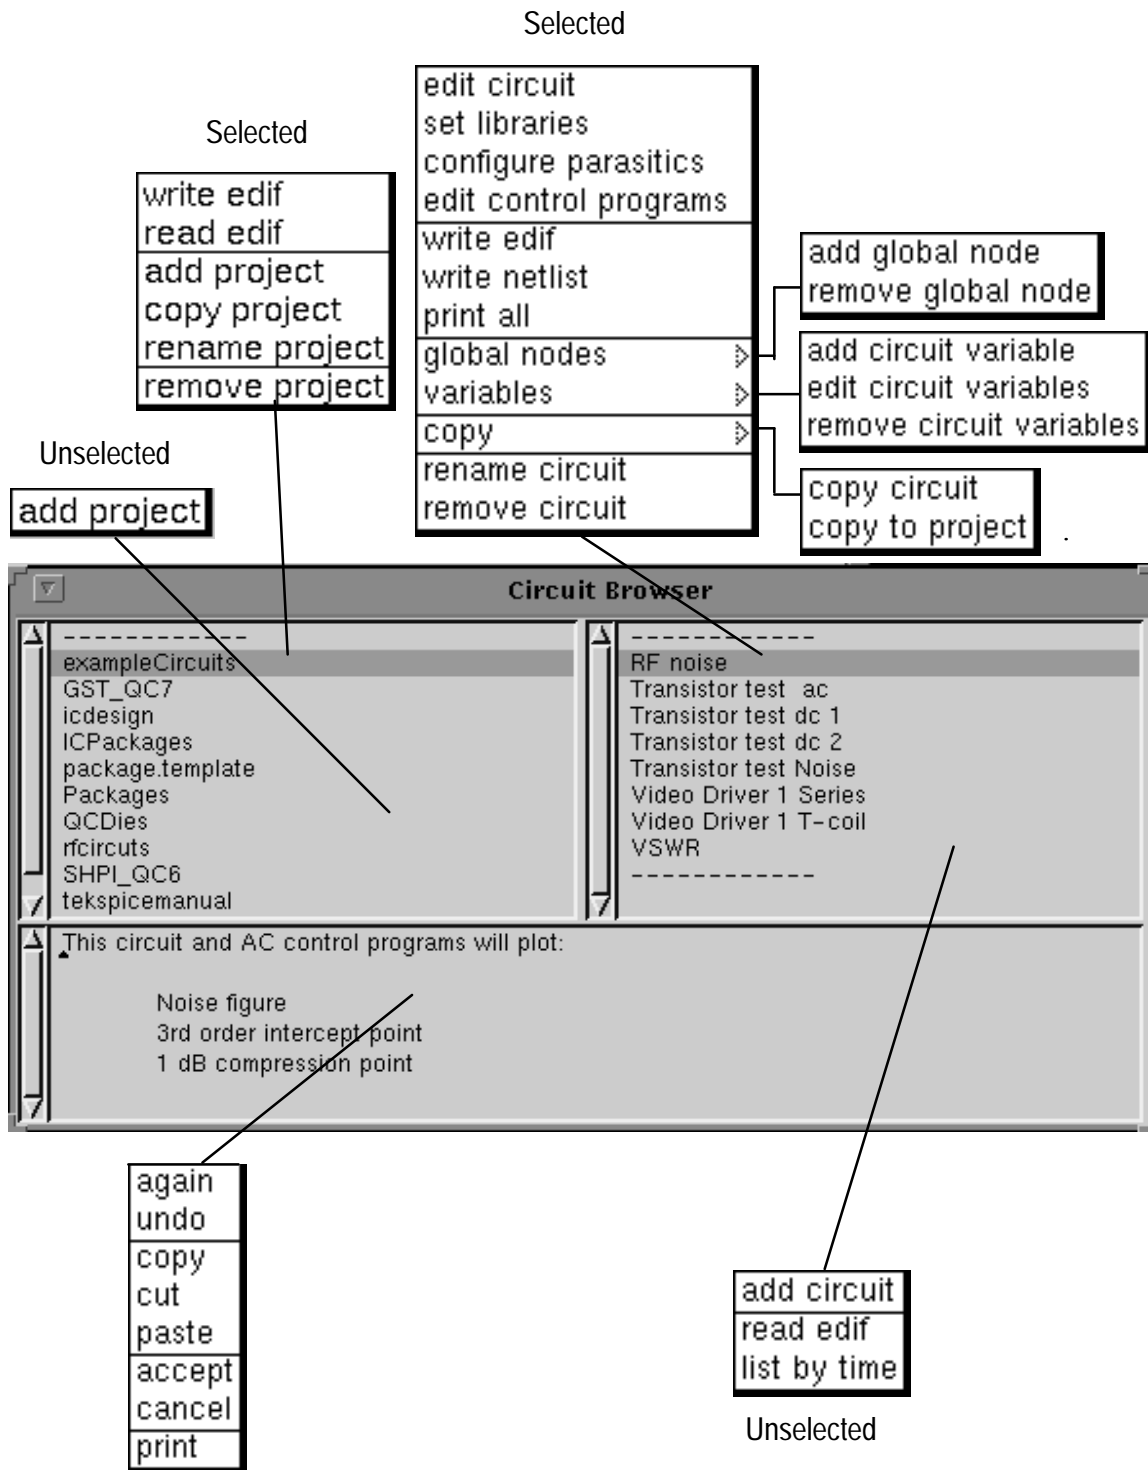 Selected
edit circuit
set libraries
configure parasitics
edit control programs
write edif
write netlist
print all
global nodes
variables
copy
rename circuit
remove circuit
Selected
write edif
read edif
add project
copy project
rename project
remove project
add global node
remove global node
add circuit variable
edit circuit variables
remove circuit variables
copy circuit
copy to project
.
Unselected
add project
Circuit Browser
------------
exampleCircuits
GST_QC7
icdesign
ICPackages
package.template
Packages
QCDies
rfcircuts
SHPI_QC6
tekspicemanual
------------
RF noise
Transistor test  ac
Transistor test dc 1
Transistor test dc 2
Transistor test Noise
Video Driver 1 Series
Video Driver 1 T-coil
VSWR
------------
This circuit and AC control programs will plot:
Noise figure
3rd order intercept point
1 dB compression point
again
undo
copy
cut
paste
accept
cancel
print
add circuit
read edif
list by time
Unselected